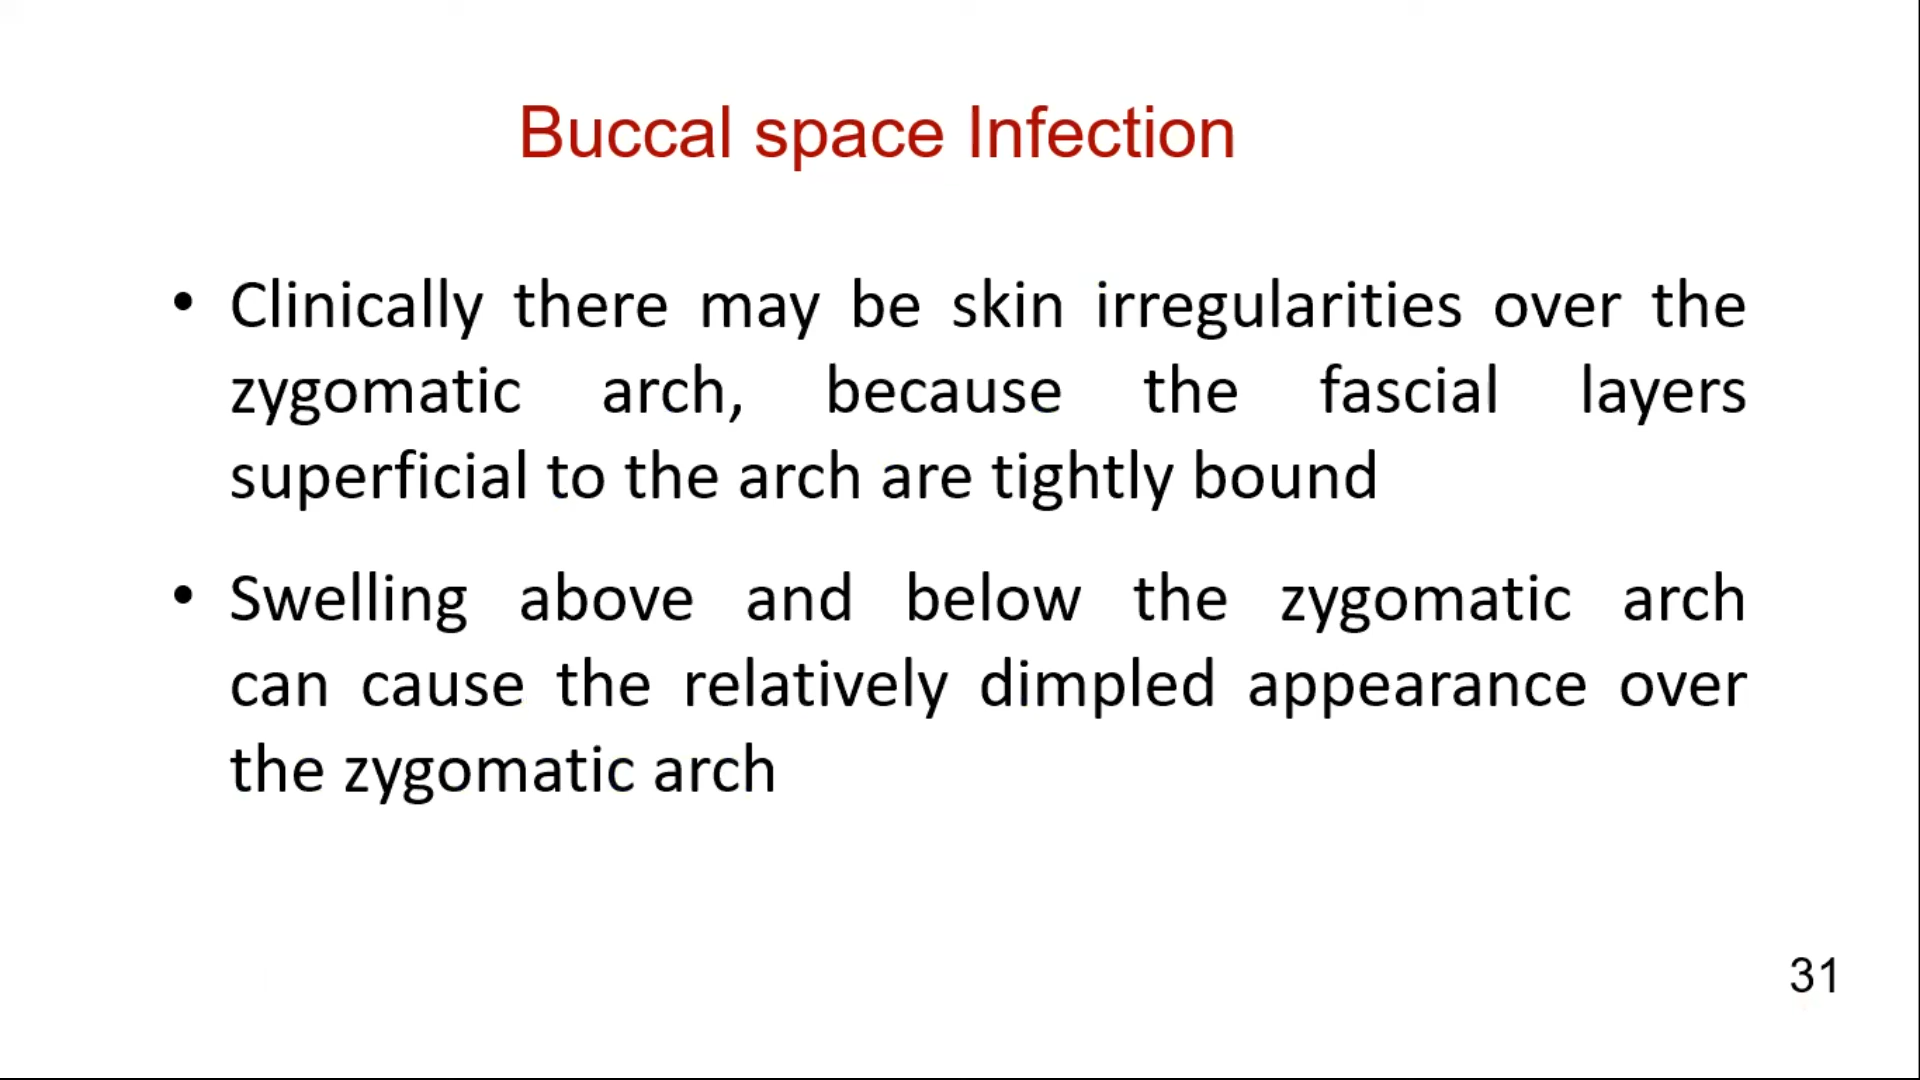 Buccal space Infection
• Clinically there may be skin irregularities over the
zygomatic arch, because the fascial layers
superficial to the arch are tightly bound
• Swelling above and below the zygomatic arch
can cause the relatively dimpled appearance over
the zygomatic arch
31